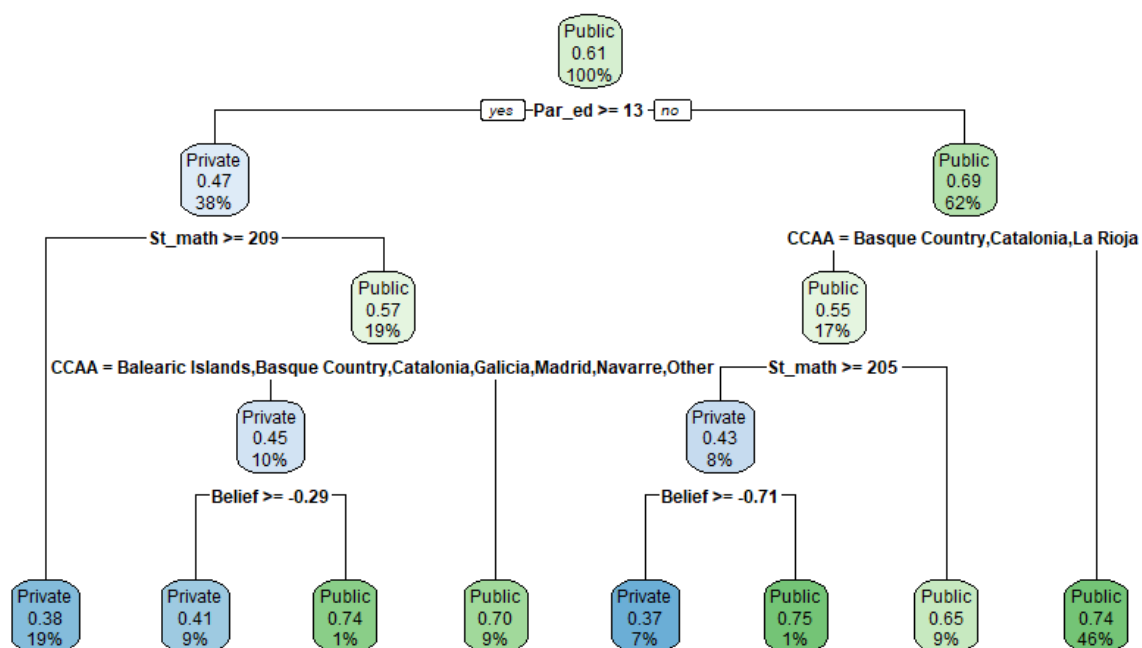 Public
0.61
100%
yes Par_ed >= 13 no
Private
0.47
38%
Public
0.69
62%
St_math >= 209
CCAA = Basque Country,Catalonia,La Rioja
Public
0.57
19%
Public
0.55
17%
CCAA = Balearic Islands,Basque Country,Catalonia,Galicia,Madrid,Navarre,Other
St_math >= 205
Private
0.45
10%
Private
0.43
8%
Belief >= -0.29
Belief >= -0.71
Private
0.38
19%
Private
0.41
9%
Public
0.74
1%
Public
0.70
9%
Private
0.37
7%
Public
0.75
1%
Public
0.65
9%
Public
0.74
46%